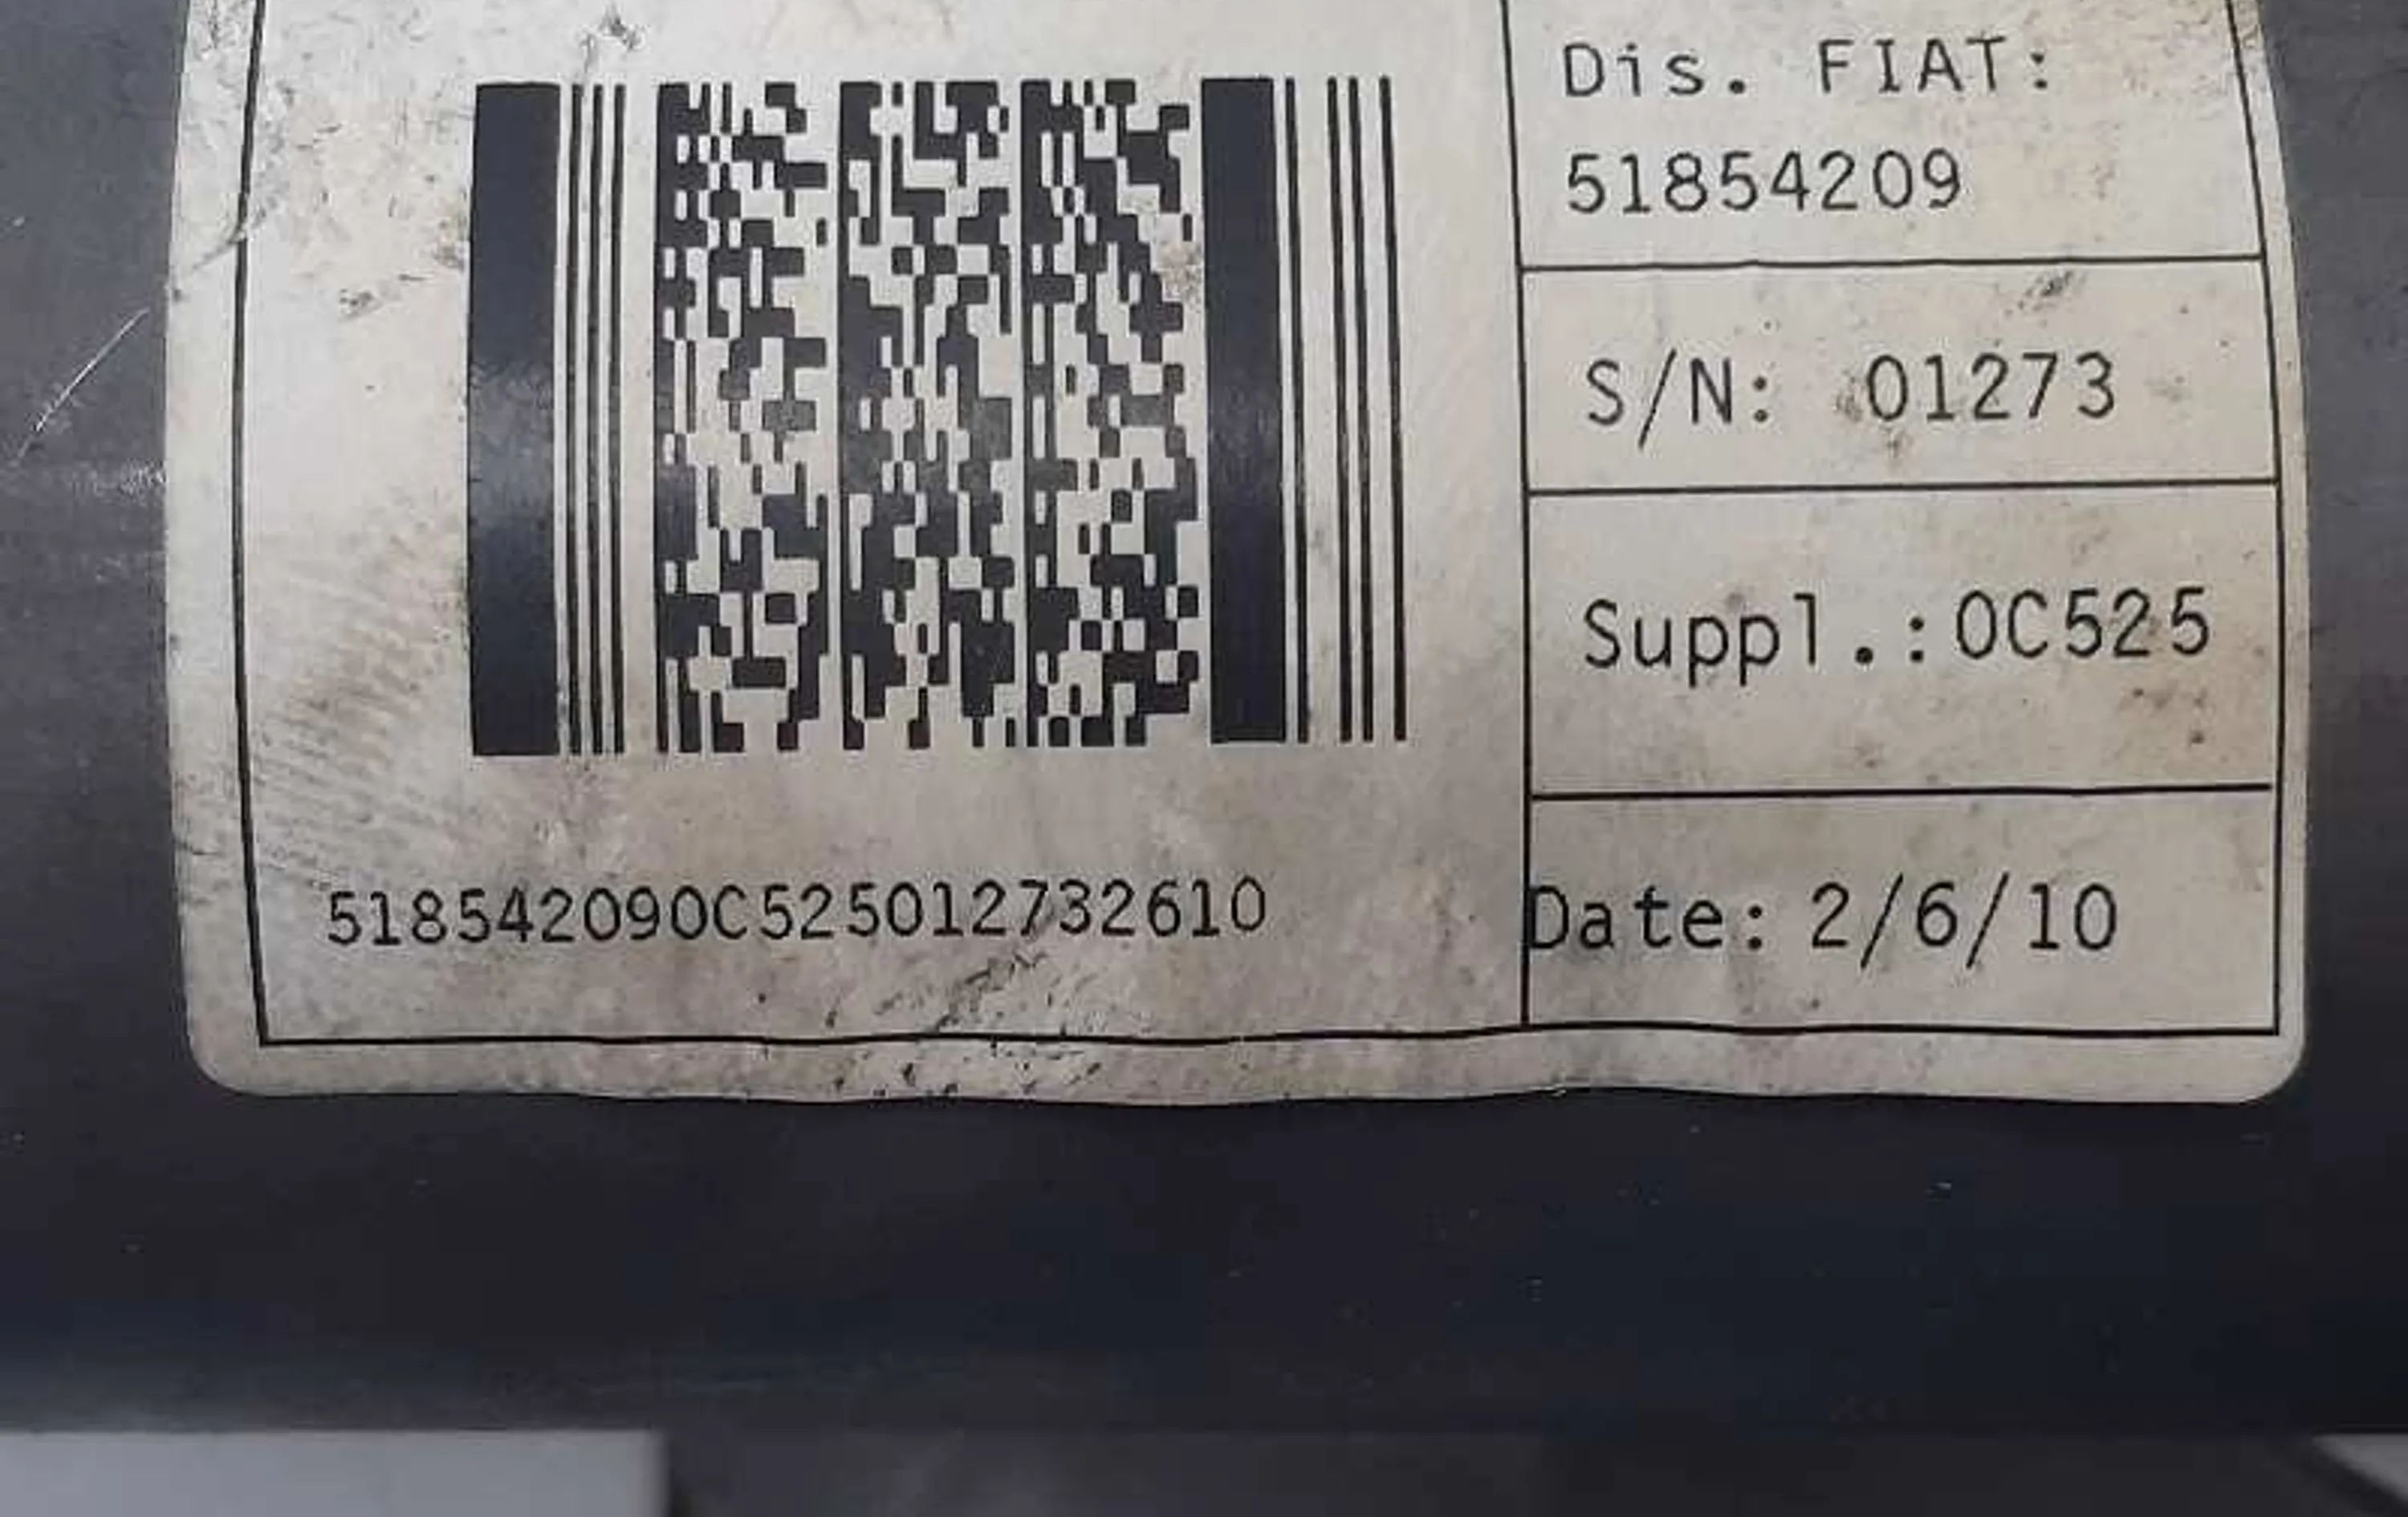 Dis. FIAT:
51854209
S/N: 01273
Suppl.:0C525
Date: 2/6/10
518542090C525012732610